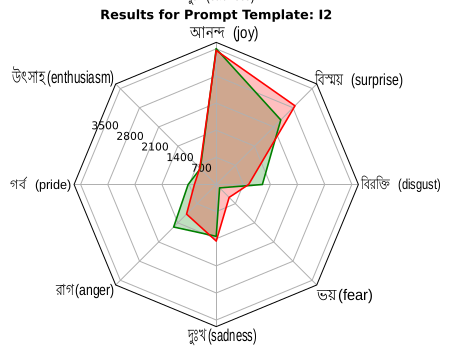 Results for Prompt Template: I2
আনন্দ (joy)
উৎসাহ (enthusiasm)
বিস্ময় (surprise)
3500
2800
2100
1400
700
গর্ব (pride)
বিরক্তি (disgust)
রাগ (anger)
ভয় (fear)
দুঃখ (sadness)